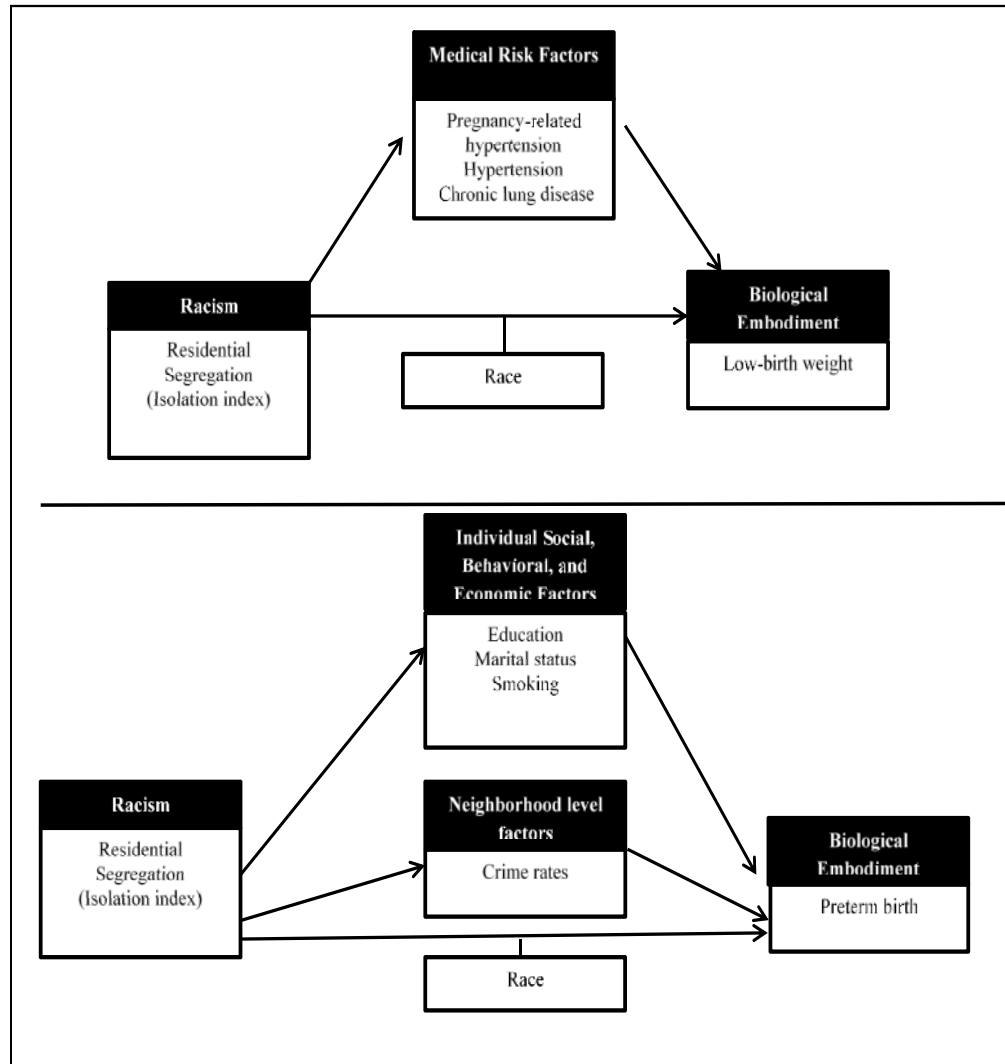 Medical Risk Factors
Pregnancy-related
hypertension
Hypertension
Chronic lung disease
Racism
Residential
Segregation
(Isolation index)
Race
Biological
Embodiment
Low-birth weight
Individual Social,
Behavioral, and
Economic Factors
Education
Marital status
Smoking
Racism
Residential
Segregation
(Isolation index)
Neighborhood level
factors
Crime rates
Biological
Embodiment
Preterm birth
Race